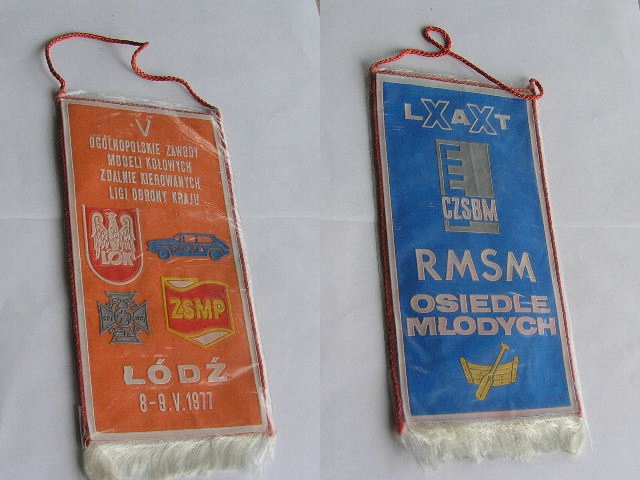 V
OGÓLNOPOLSKIE ZAWODY
MODELI KOŁOWYCH
ZDALNIE KIEROWANYCH
LIGI OBRONY KRAJU
LOK
ZSMP
ŁÓDŹ
8-9.V.1977
LXAXT
CZSBM
RMSM
OSIEDLE
MŁODYCH